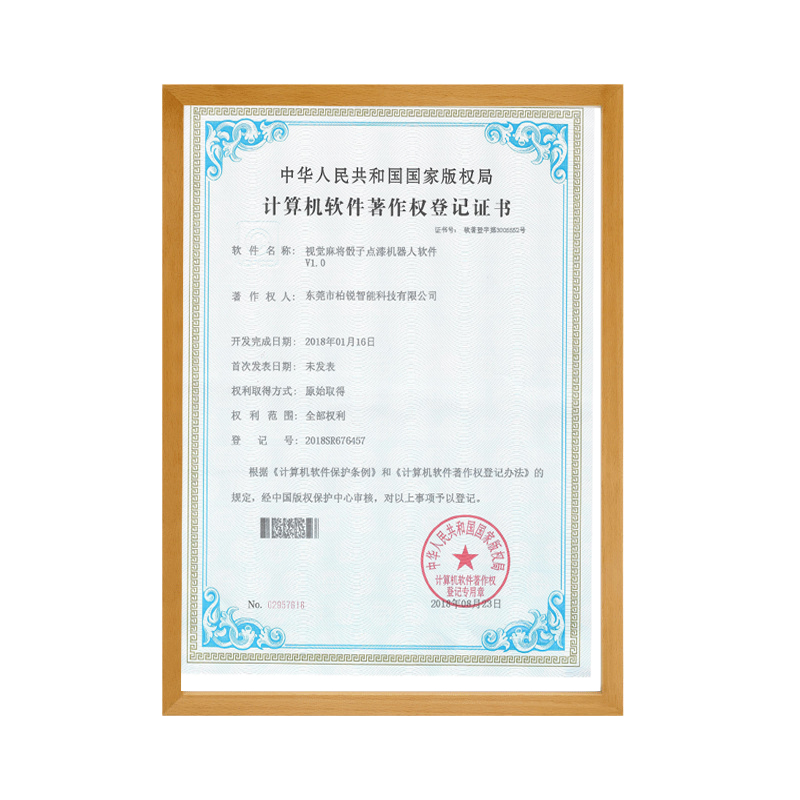 中华人民共和国国家版权局
计算机软件著作权登记证书
证书号： 软著登字第3005552号
软件名称： 视觉麻将骰子点漆机器人软件
V1.0
著作权人： 东莞市柏锐智能科技有限公司
开发完成日期： 2018年01月16日
首次发表日期： 未发表
权利取得方式： 原始取得
权利范围： 全部权利
登记号： 2018SR676457
根据《计算机软件保护条例》和《计算机软件著作权登记办法》的
规定，经中国版权保护中心审核，对以上事项予以登记。
中华人民共和国国家版权局
计算机软件著作权
登记专用章
No. 02957816
2018年08月23日